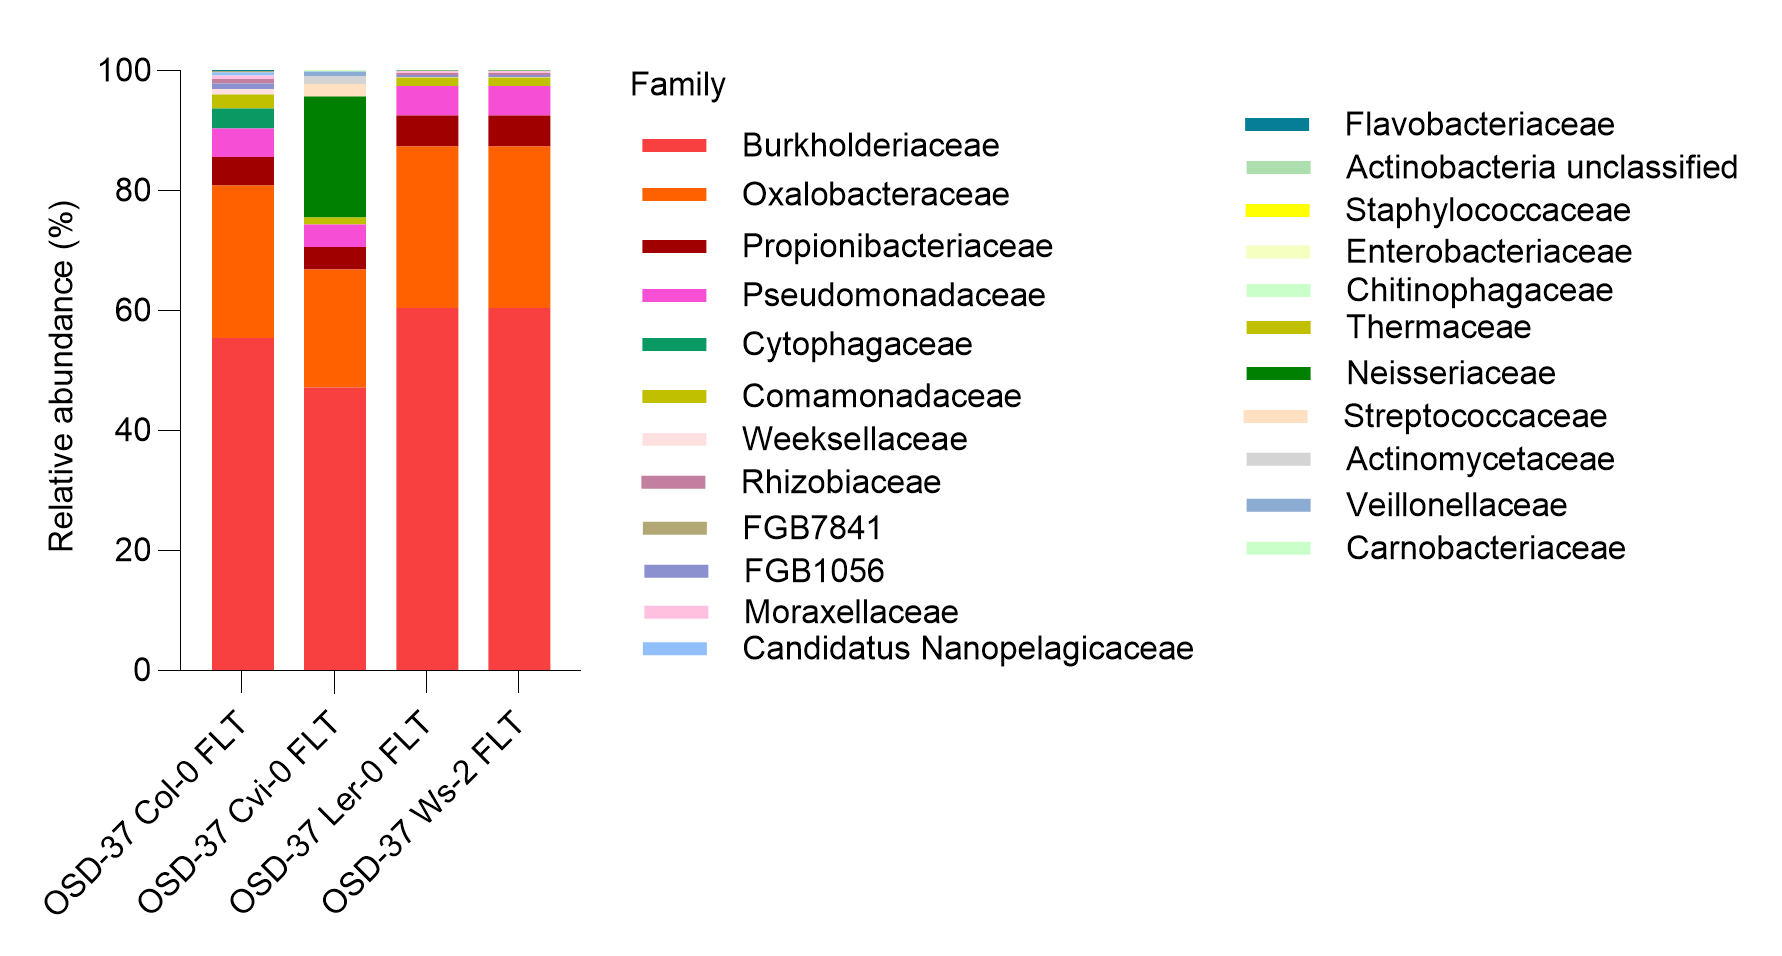 100
80
60
40
20
0
Relative abundance (%)
OSD-37 Col-0 FLT
OSD-37 Cvi-0 FLT
OSD-37 Ler-0 FLT
OSD-37 Ws-2 FLT
Family
Burkholderiaceae
Oxalobacteraceae
Propionibacteriaceae
Pseudomonadaceae
Cytophagaceae
Comamonadaceae
Weeksellaceae
Rhizobiaceae
FGB7841
FGB1056
Moraxellaceae
Candidatus Nanopelagicaceae
Flavobacteriaceae
Actinobacteria unclassified
Staphylococcaceae
Enterobacteriaceae
Chitinophagaceae
Thermaceae
Neisseriaceae
Streptococcaceae
Actinomycetaceae
Veillonellaceae
Carnobacteriaceae